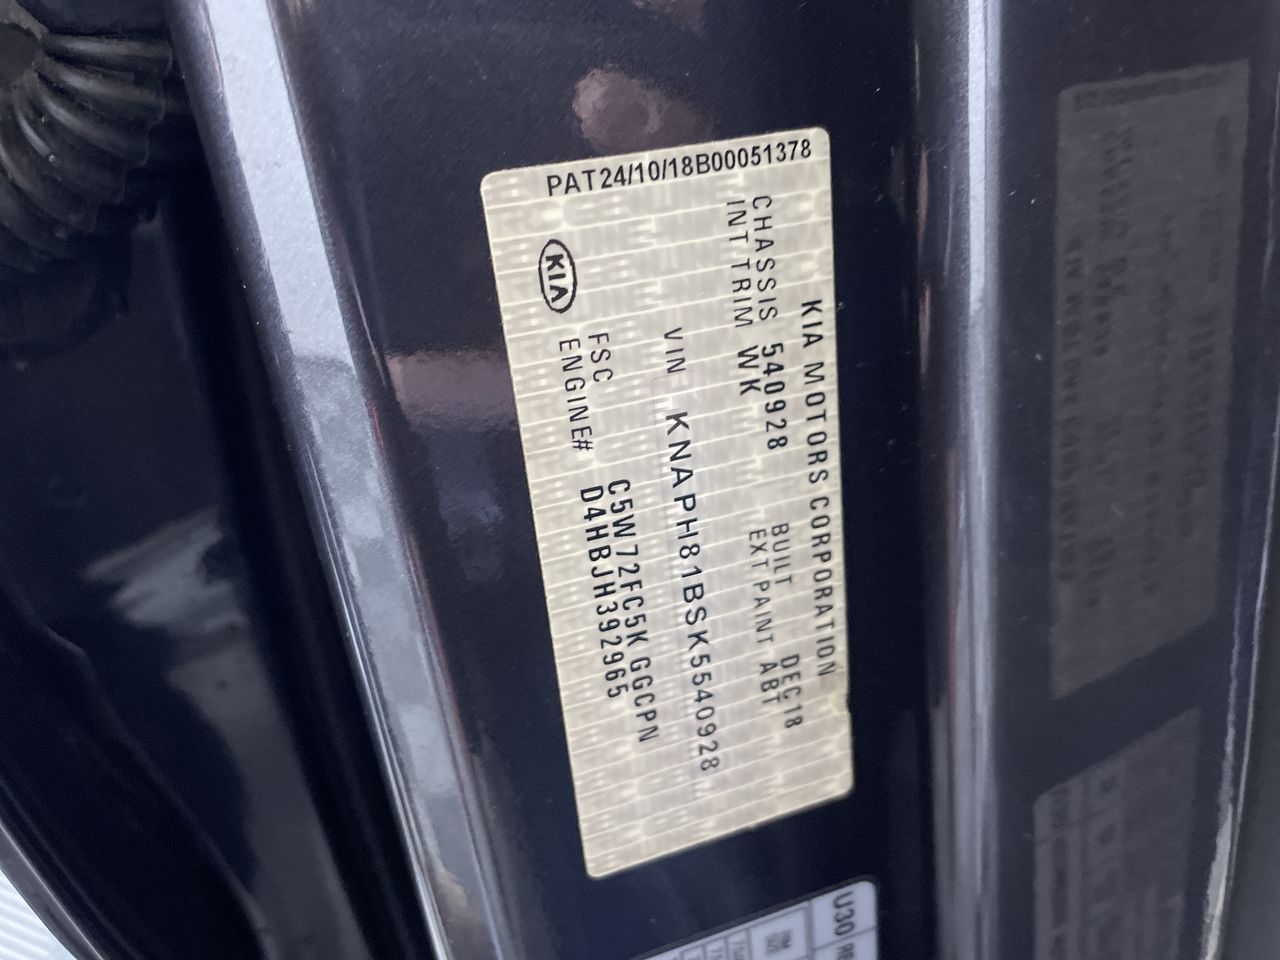 PAT24/10/18B00051378
KIA MOTORS CORPORATION
CHASSIS 540928 BUILT DEC18
INT TRIM WK EXT PAINT ABT
VIN KNAPH81BSK5540928
KIA
FSC C5W72FC5K GGCPN
ENGINE# D4HBJH392965
U30